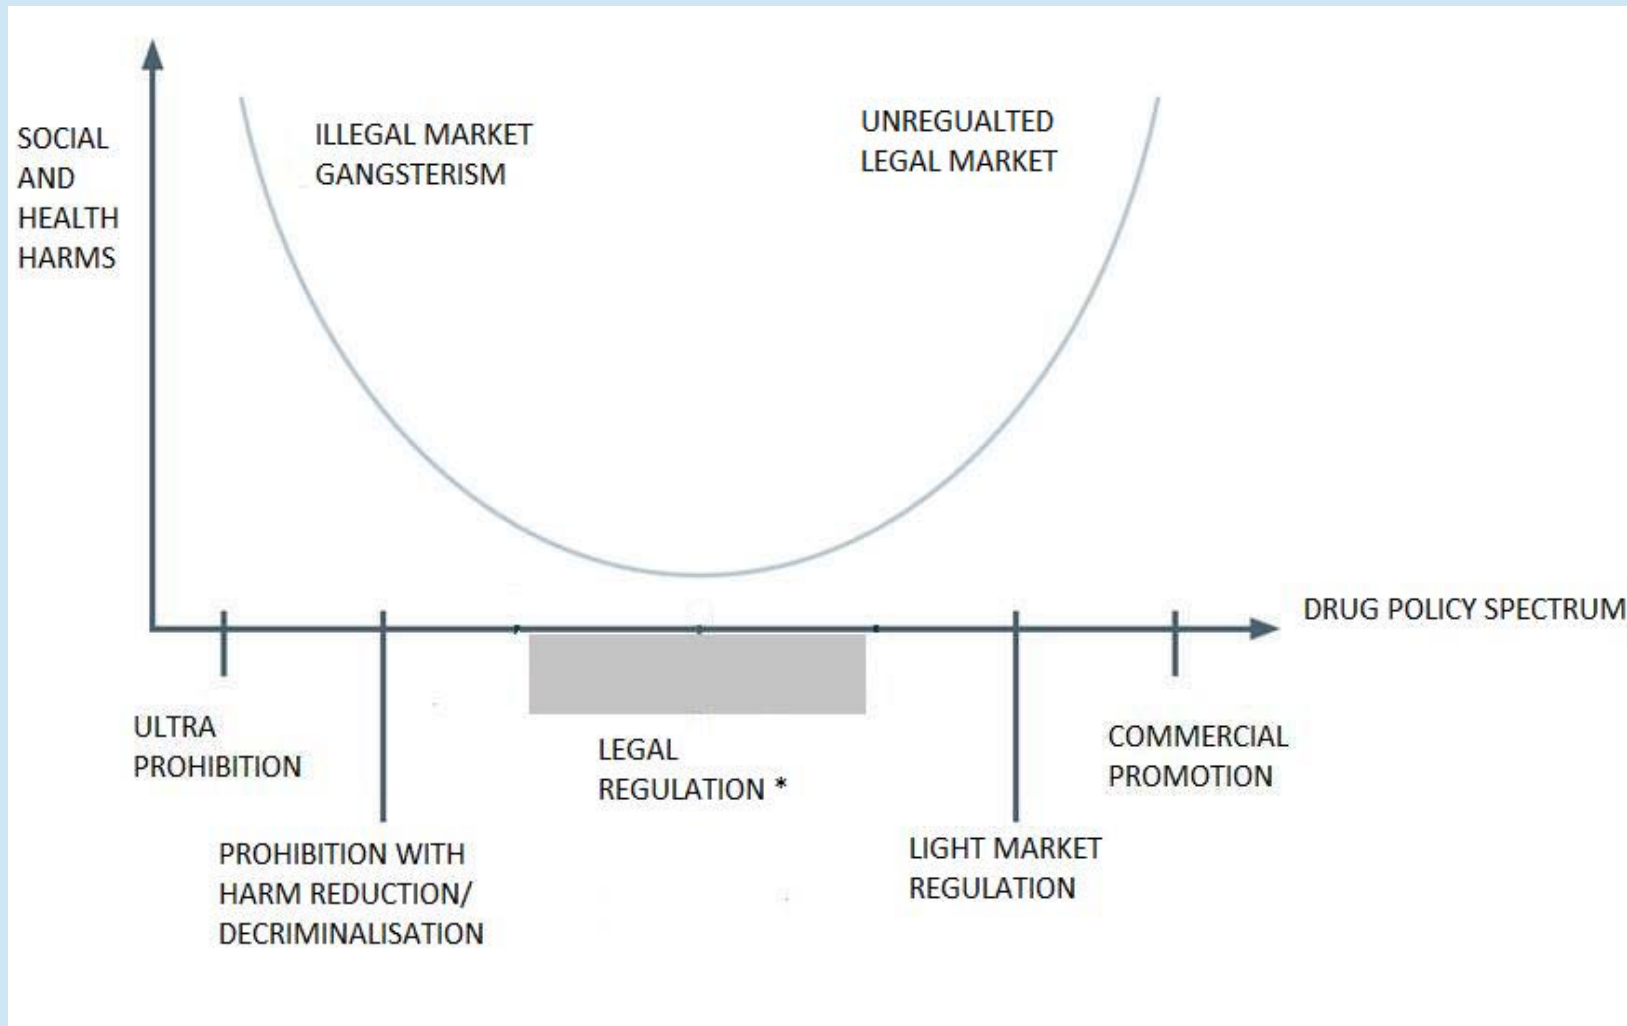 SOCIAL
AND
HEALTH
HARMS
ILLEGAL MARKET
GANGSTERISM
UNREGUALTED
LEGAL MARKET
DRUG POLICY SPECTRUM
ULTRA
PROHIBITION
PROHIBITION WITH
HARM REDUCTION/
DECRIMINALISATION
LEGAL
REGULATION *
LIGHT MARKET
REGULATION
COMMERCIAL
PROMOTION